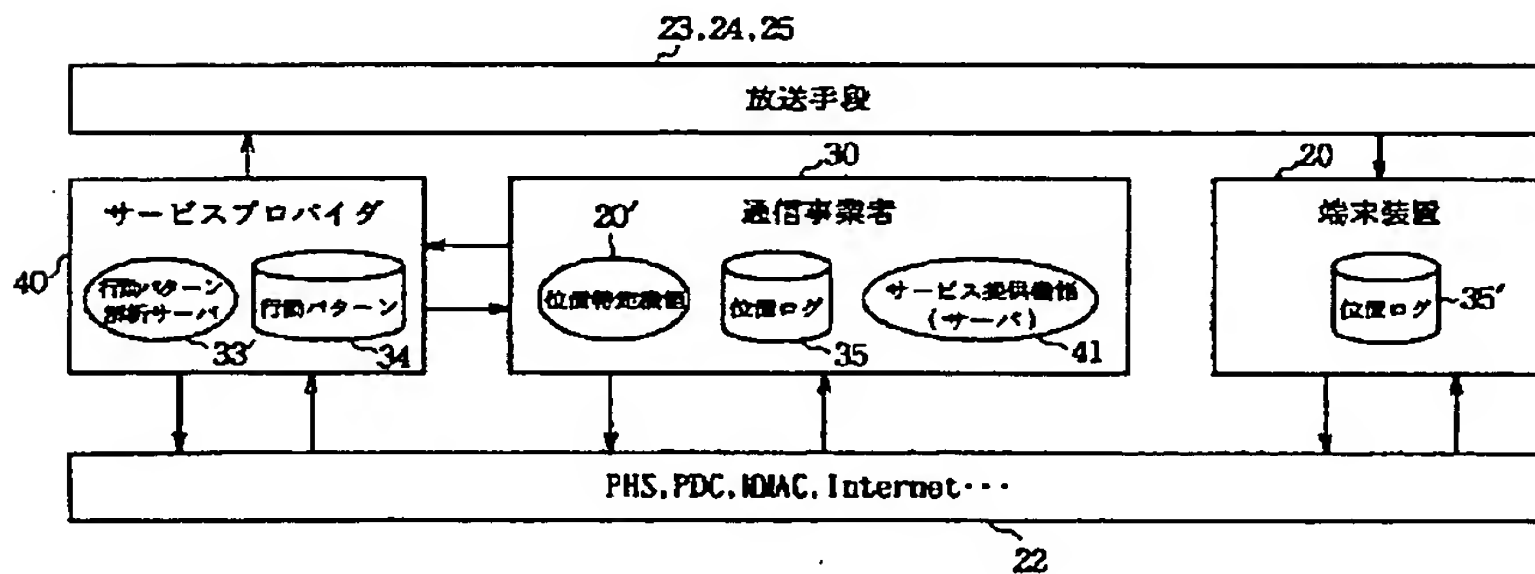 23,24,25
放送手段
30
20
サービスプロバイダ
通信事業者
端末装置
20′
40
行動パターン
解析サーバ
行動パターン
位置特定機能
位置ログ
サービス提供機能
(サーバ)
位置ログ
35′
33′
34
35
41
PHS,PDC,WDMAC,Internet···
22